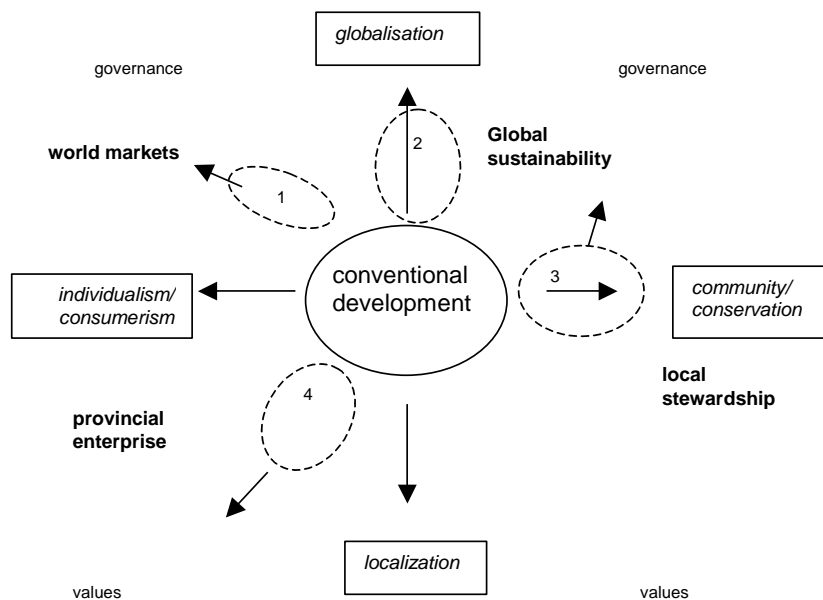 globalisation
governance
governance
Global
sustainability
2
world markets
1
conventional
development
3
individualism/
consumerism
community/
conservation
local
stewardship
4
provincial
enterprise
localization
values
values